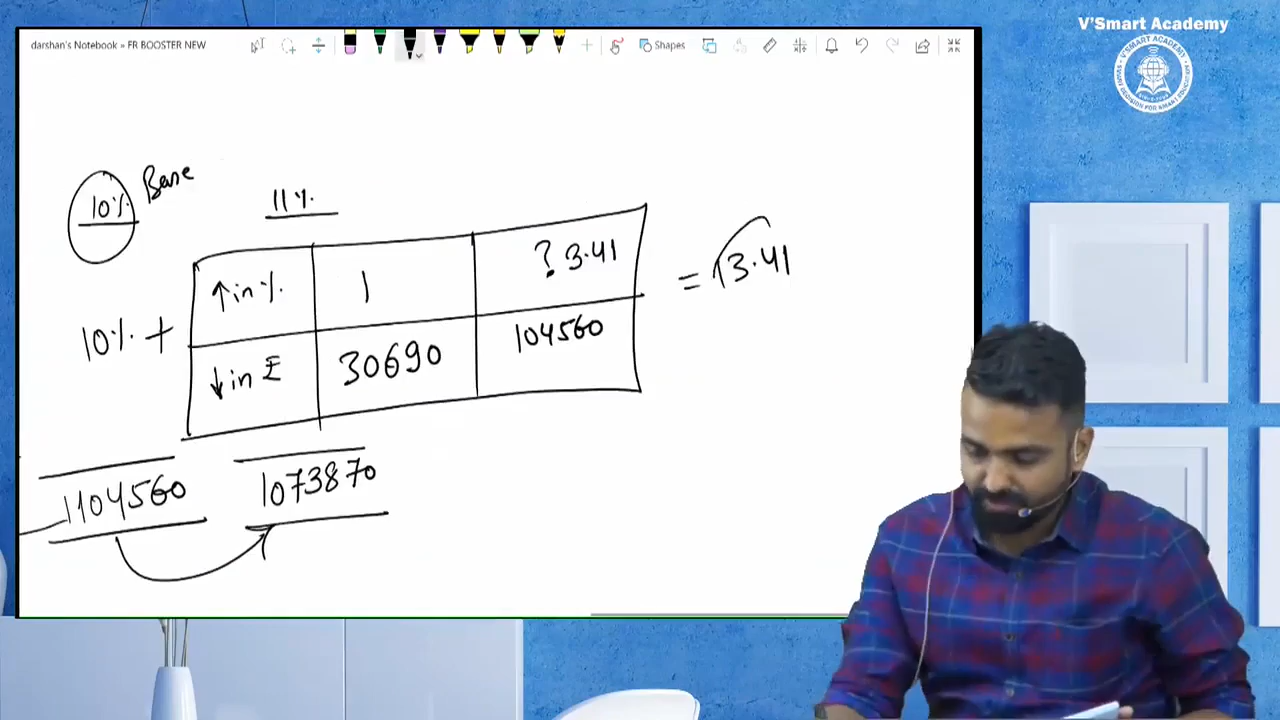 V'Smart Academy
darshan's Notebook » FR BOOSTER NEW
Shapes
10% Base
11%
↑ in % 1 ? 3.41 = 13.41
10% +
↓ in ₹ 30690 104560
1104560 1073870